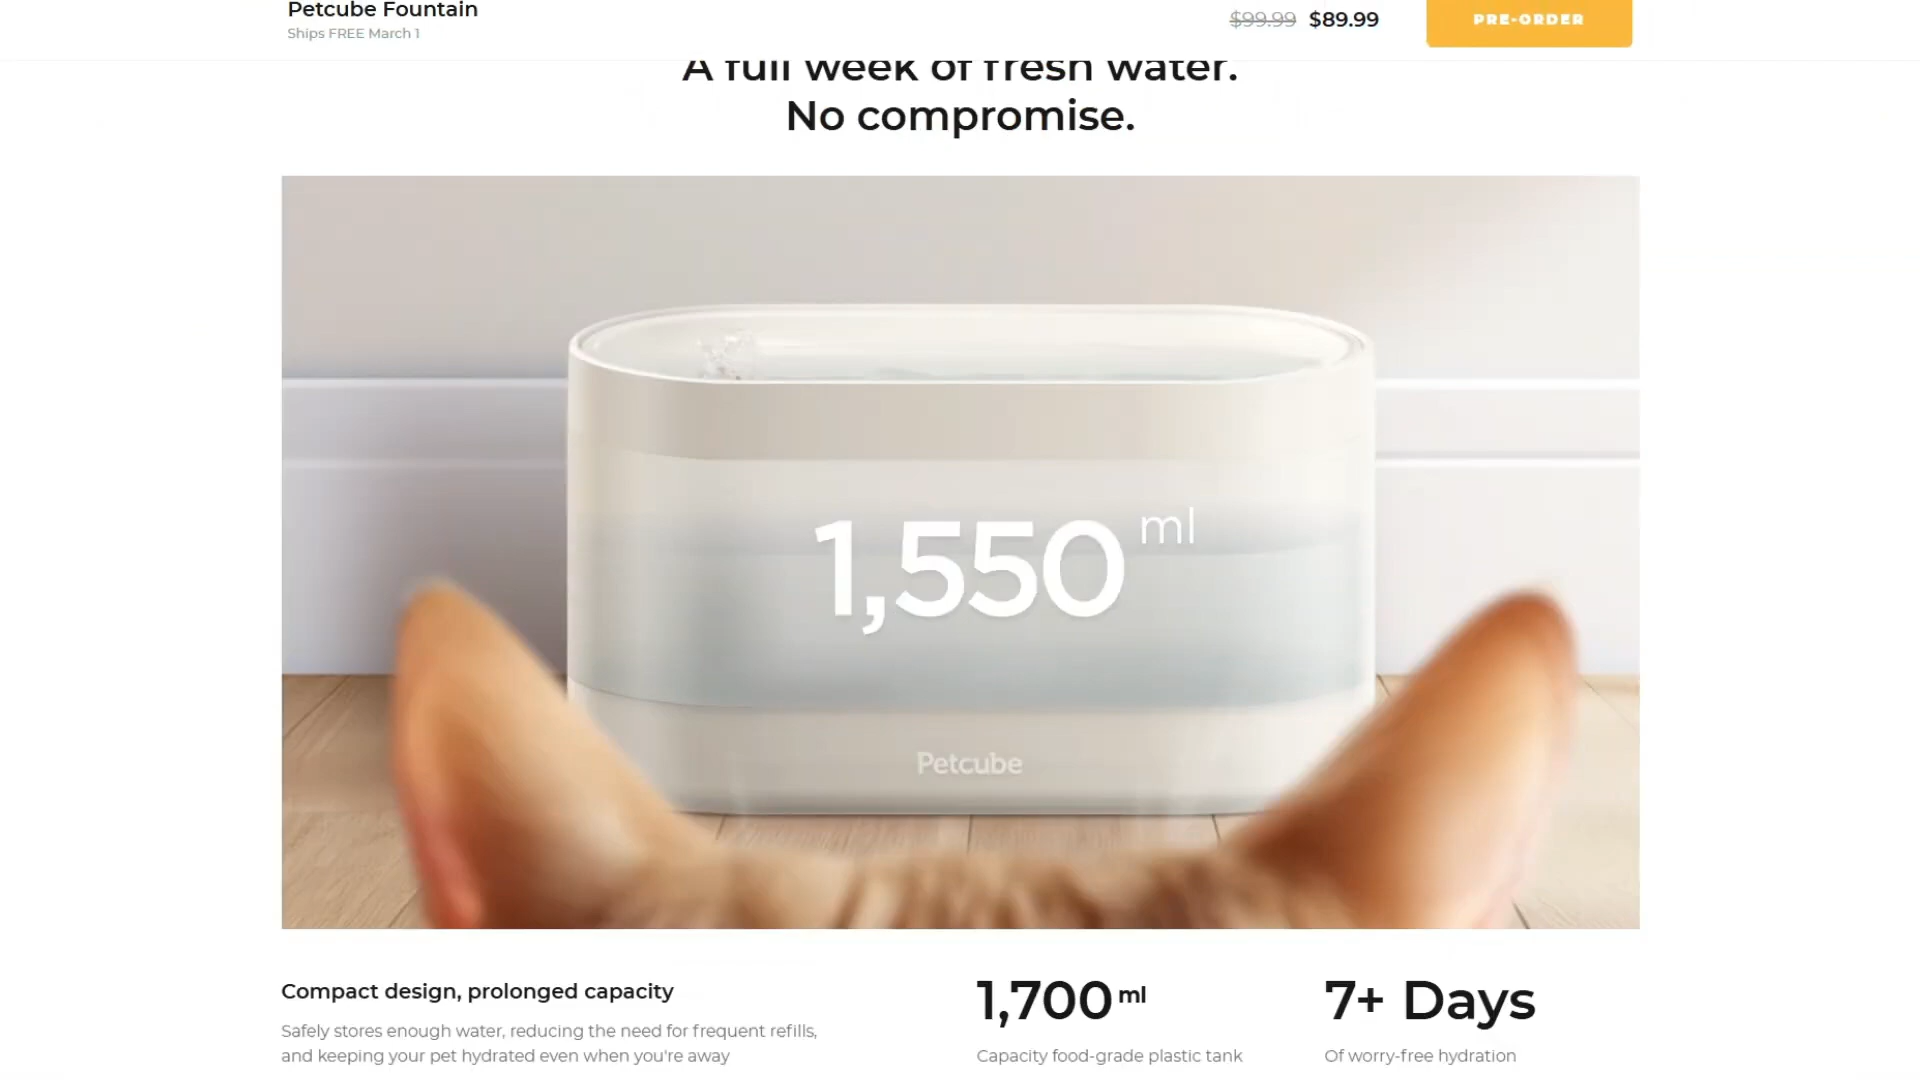 Petcube Fountain
Ships FREE March 1
$99.99 $89.99
PRE-ORDER
A full week of fresh water.
No compromise.
1,550 ml
Petcube
Compact design, prolonged capacity
Safely stores enough water, reducing the need for frequent refills,
and keeping your pet hydrated even when you're away
1,700 ml
Capacity food-grade plastic tank
7+ Days
Of worry-free hydration